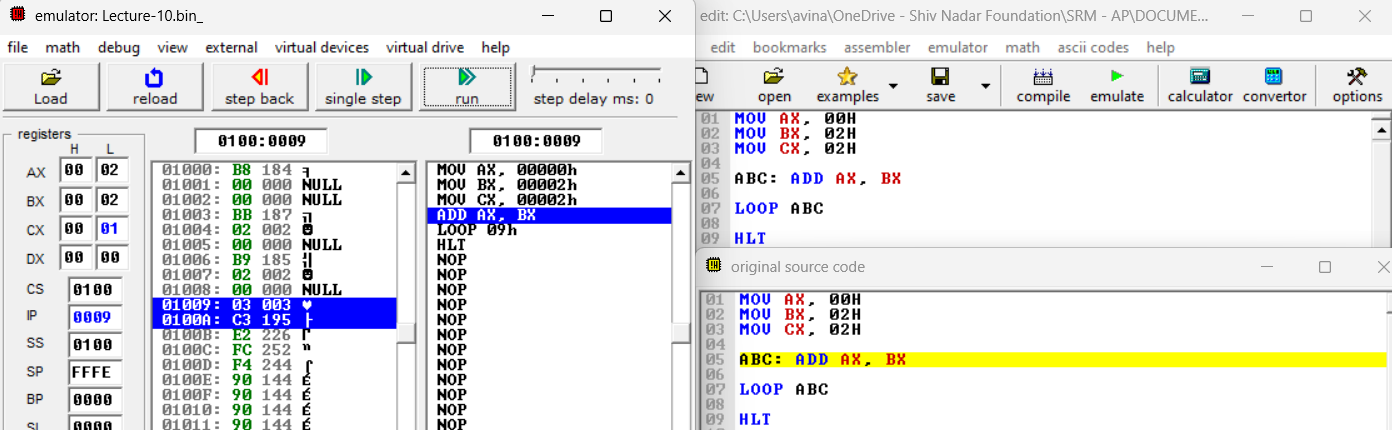 emulator: Lecture-10.bin_
file math debug view external virtual devices virtual drive help
Load reload step back single step run step delay ms: 0
registers
H L
AX 00 02
BX 00 02
CX 00 01
DX 00 00
CS 0100
IP 0009
SS 0100
SP FFFE
BP 0000
SI 0000
0100:0009
01000: B8 184 ╕
01001: 00 000 NULL
01002: 00 000 NULL
01003: BB 187 ╗
01004: 02 002 ☻
01005: 00 000 NULL
01006: B9 185 ╣
01007: 02 002 ☻
01008: 00 000 NULL
01009: 03 003 ♥
0100A: C3 195 ├
0100B: E2 226 Γ
0100C: FC 252 ⁿ
0100D: F4 244 ⌠
0100E: 90 144 É
0100F: 90 144 É
01010: 90 144 É
01011: 90 144 É
0100:0009
MOV AX, 00000h
MOV BX, 00002h
MOV CX, 00002h
ADD AX, BX
LOOP 09h
HLT
NOP
NOP
NOP
NOP
NOP
NOP
NOP
NOP
NOP
NOP
NOP
NOP
edit: C:\Users\avina\OneDrive - Shiv Nadar Foundation\SRM - AP\DOCUME...
edit bookmarks assembler emulator math ascii codes help
ew open examples save compile emulate calculator convertor options
01 MOV AX, 00H
02 MOV BX, 02H
03 MOV CX, 02H
04
05 ABC: ADD AX, BX
06
07 LOOP ABC
08
09 HLT
original source code
01 MOV AX, 00H
02 MOV BX, 02H
03 MOV CX, 02H
04
05 ABC: ADD AX, BX
06
07 LOOP ABC
08
09 HLT